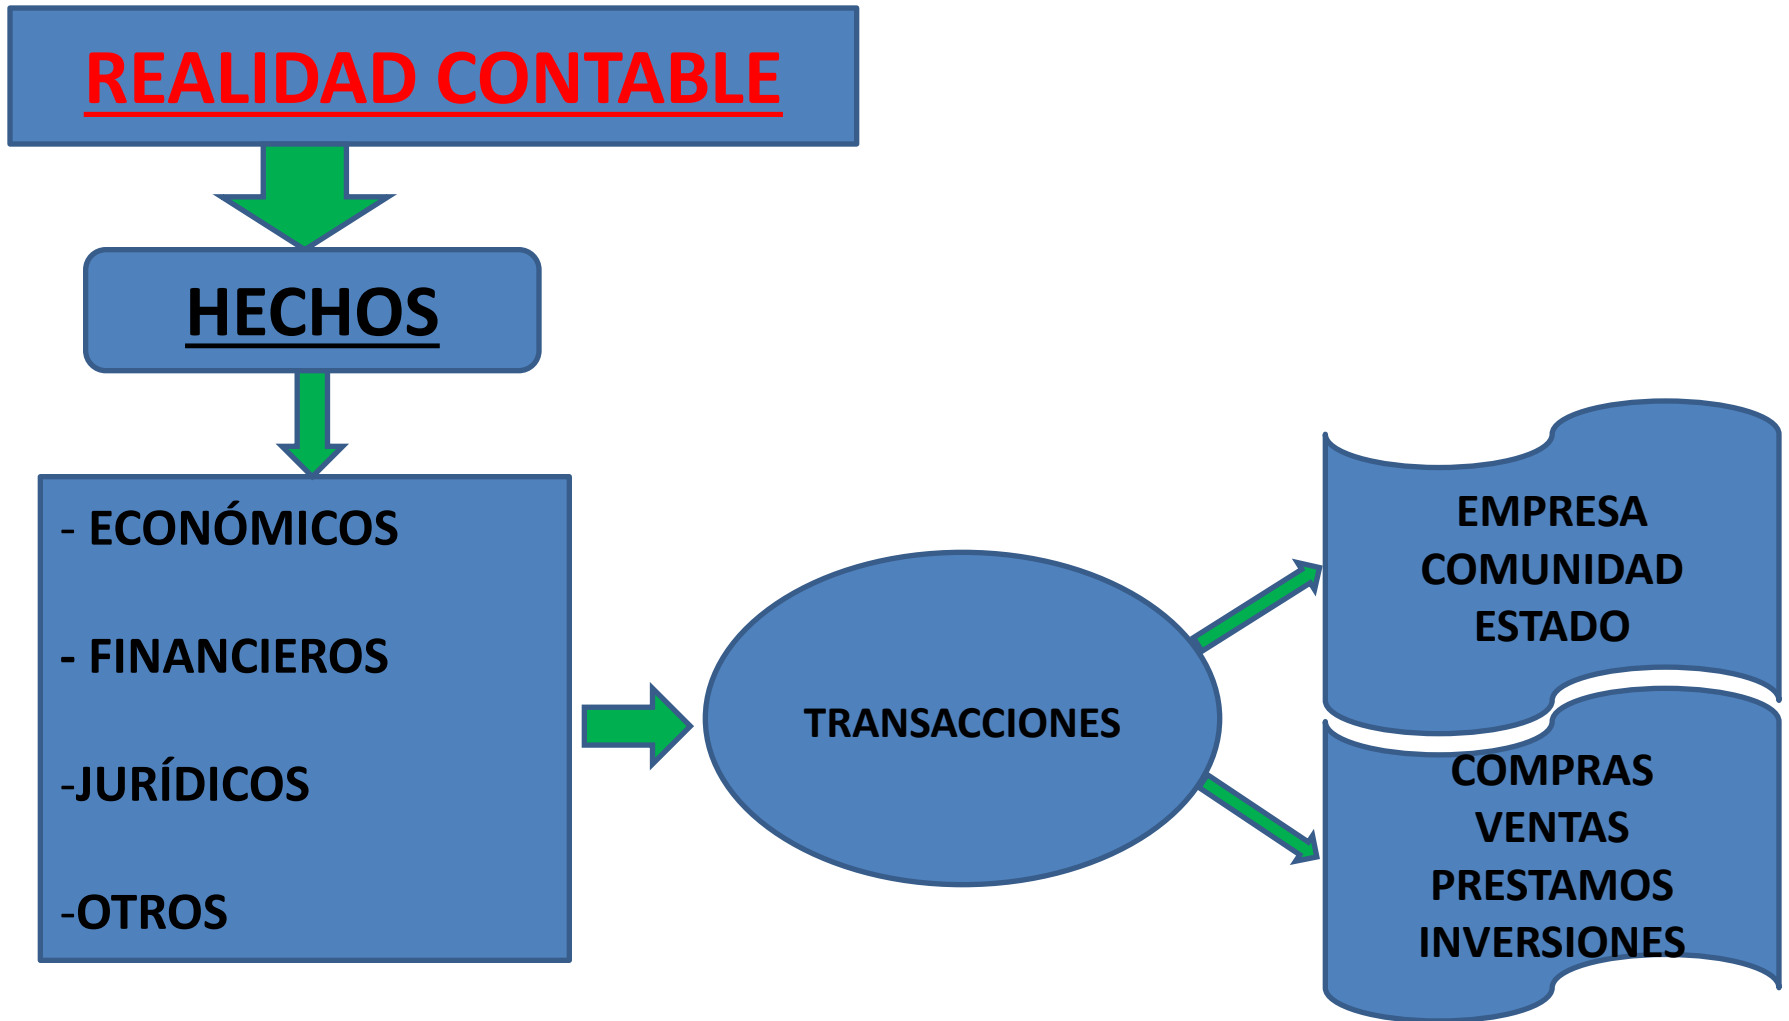 REALIDAD CONTABLE
HECHOS
- ECONÓMICOS
- FINANCIEROS
-JURÍDICOS
-OTROS
TRANSACCIONES
EMPRESA
COMUNIDAD
ESTADO
COMPRAS
VENTAS
PRESTAMOS
INVERSIONES